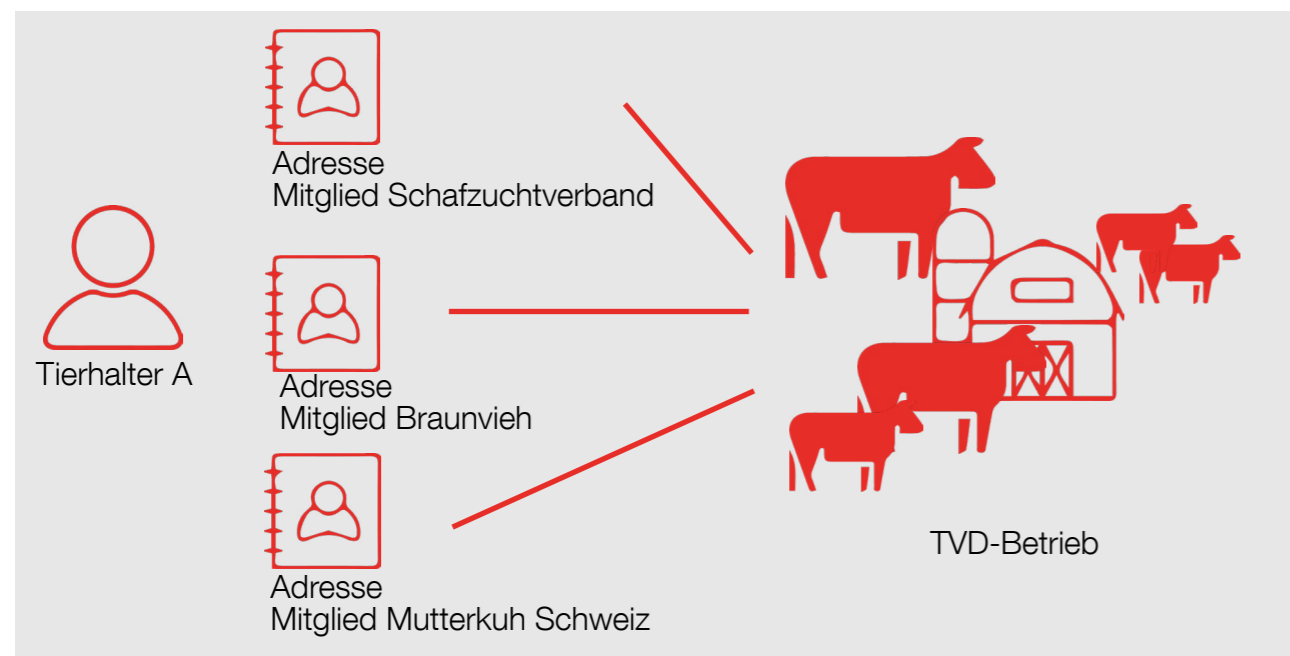 Adresse
Mitglied Schafzuchtverband
Tierhalter A
Adresse
Mitglied Braunvieh
Adresse
Mitglied Mutterkuh Schweiz
TVD-Betrieb